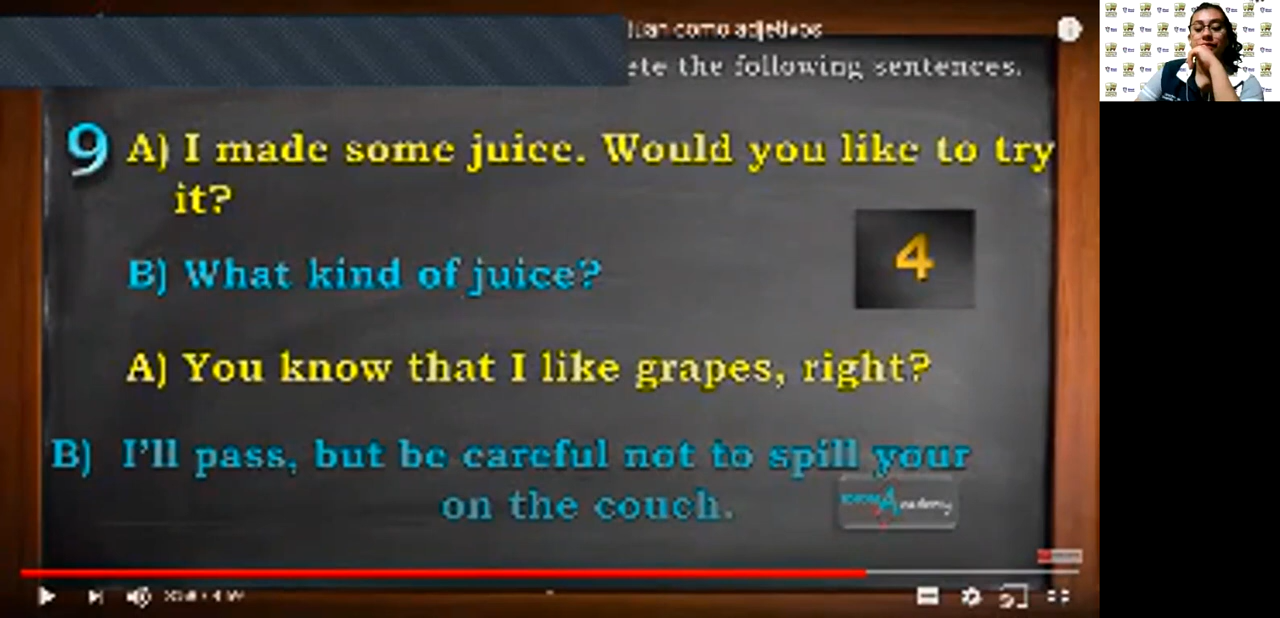 como adjetivos
the following sentences.
9 A) I made some juice. Would you like to try
it?
4
B) What kind of juice?
A) You know that I like grapes, right?
B) I'll pass, but be careful not to spill your
on the couch.
Academy